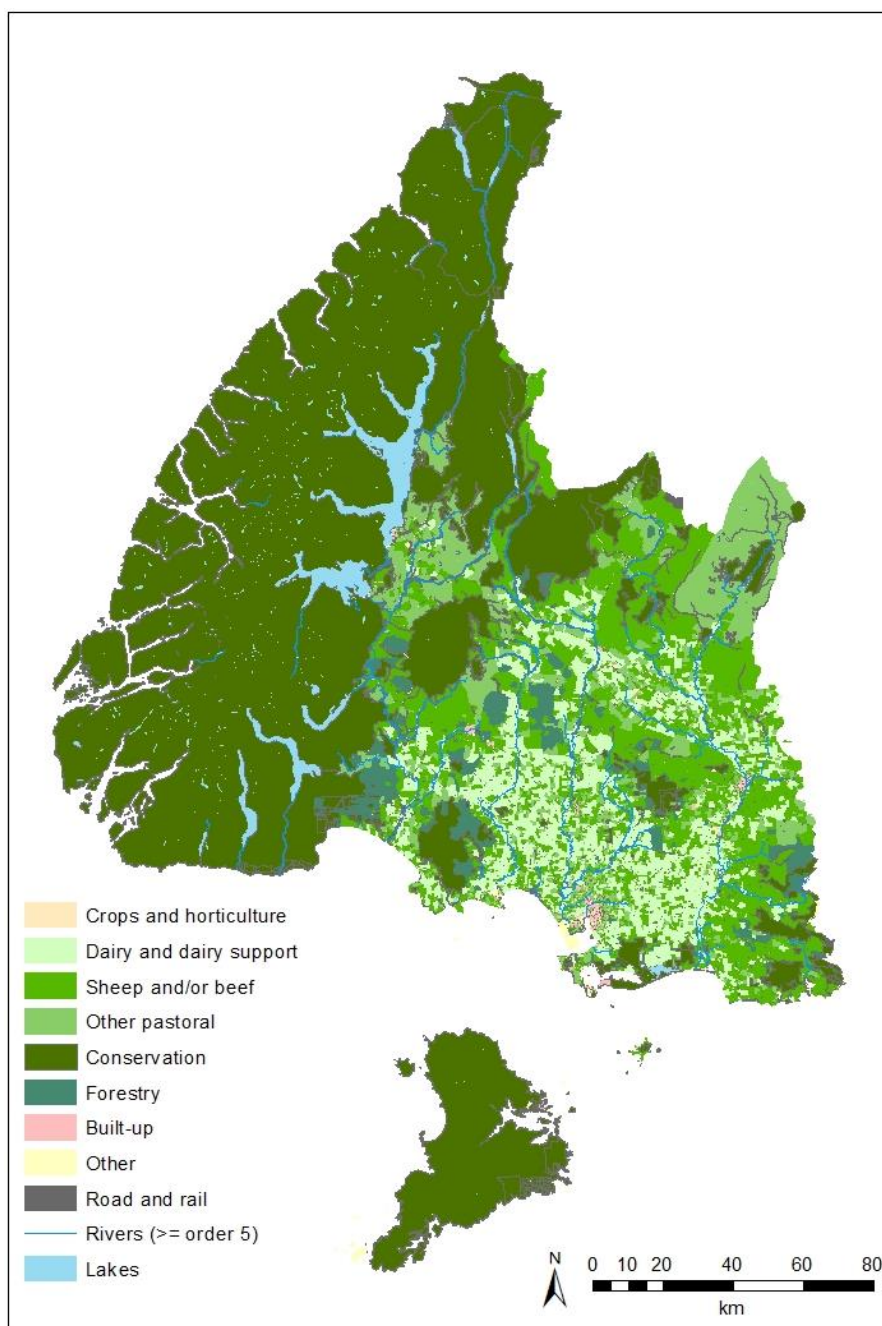 Crops and horticulture
Dairy and dairy support
Sheep and/or beef
Other pastoral
Conservation
Forestry
Built-up
Other
Road and rail
Rivers (>= order 5)
Lakes
N
0 10 20 40 60 80
km